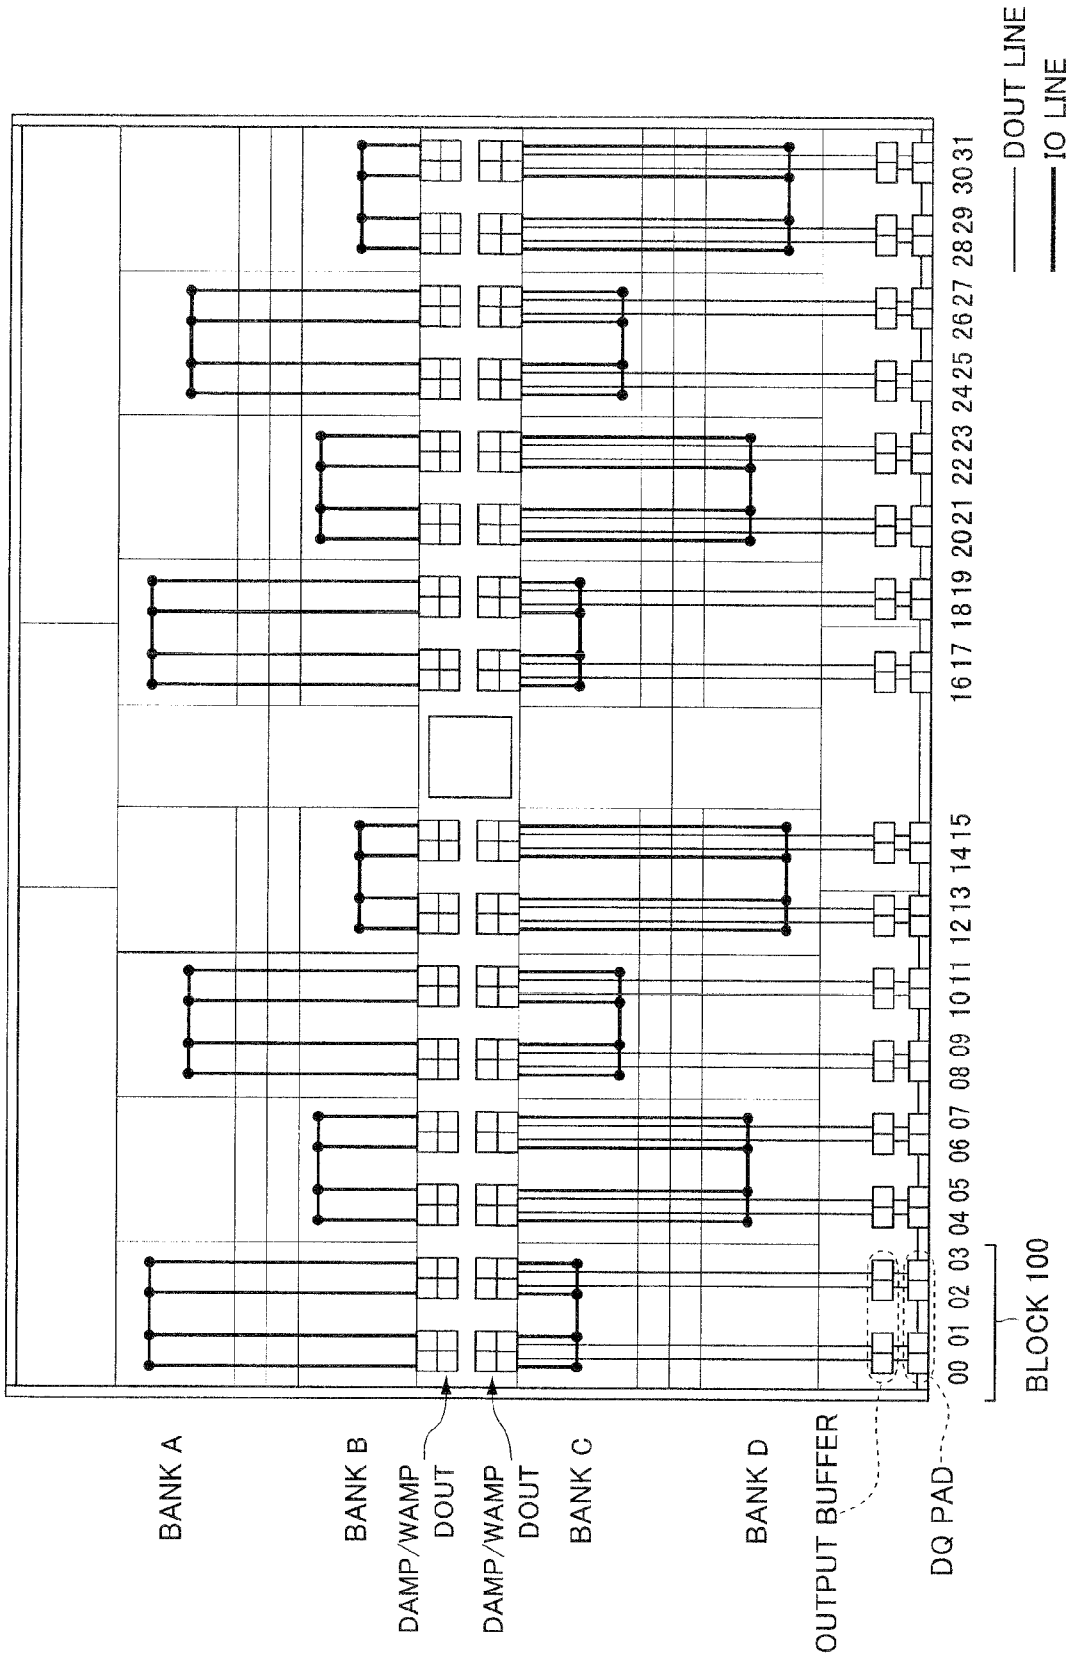 BANK A
BANK B
DAMP/WAMP
DOUT
DAMP/WAMP
DOUT
BANK C
BANK D
OUTPUT BUFFER
DQ PAD
00 01 02 03 04 05 06 07 08 09 10 11 12 13 14 15 16 17 18 19 20 21 22 23 24 25 26 27 28 29 30 31
BLOCK 100
DOUT LINE
IO LINE